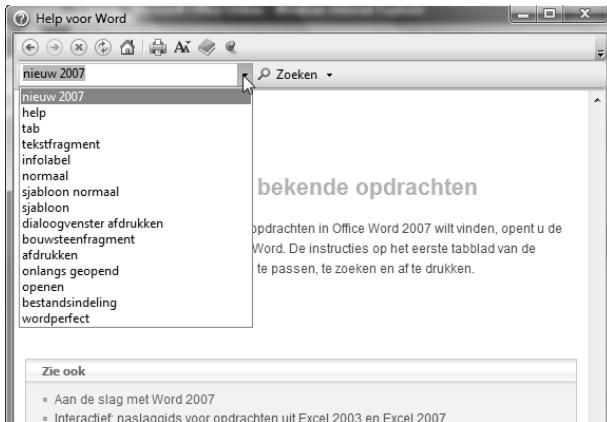 Help voor Word
nieuw 2007 Zoeken
nieuw 2007
help
tab
tekstfragment
infolabel
normaal
sjabloon normaal
sjabloon
dialoogvenster afdrukken
bouwsteenfragment
afdrukken
onlangs geopend
openen
bestandsindeling
wordperfect
bekende opdrachten
opdrachten in Office Word 2007 wilt vinden, opent u de
Word. De instructies op het eerste tabblad van de
te passen, te zoeken en af te drukken.
Zie ook
Aan de slag met Word 2007
Interactief: naslaggids voor opdrachten uit Excel 2003 en Excel 2007